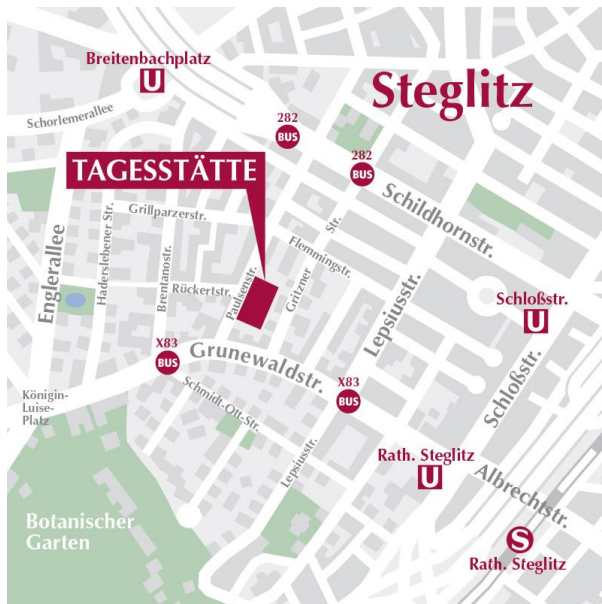 Breitenbachplatz
U
Steglitz
Schorlemerallee
282
BUS
282
BUS
TAGESSTÄTTE
Schildhornstr.
Grillparzerstr.
Haderslebener Str.
Str.
Flemmingstr.
Englerallee
Brentanostr.
Rückertstr.
Paulsenstr.
Gritzner
Lepsiusstr.
Schloßstr.
U
X83
BUS
Grunewaldstr.
Schloßstr.
X83
BUS
Königin-
Luise-
Platz
Schmidt-Ott-Str.
Lepsiusstr.
Rath. Steglitz
U
Albrechtstr.
Botanischer
Garten
S
Rath. Steglitz